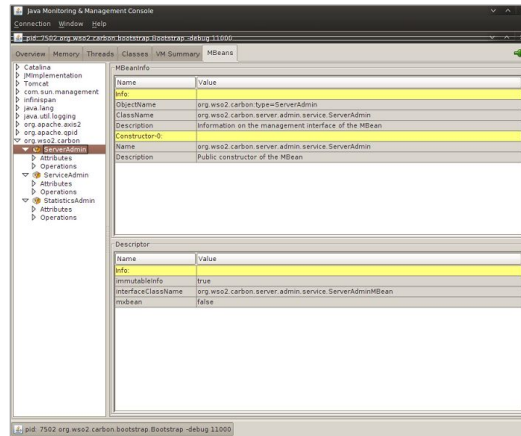 Java Monitoring & Management Console
Connection Window Help
pid: 7502 org.wso2.carbon.bootstrap.Bootstrap -debug 11000
Overview Memory Threads Classes VM Summary MBeans
Catalina
JMImplementation
Tomcat
com.sun.management
infinispan
java.lang
java.util.logging
org.apache.axis2
org.apache.qpid
org.wso2.carbon
ServerAdmin
Attributes
Operations
ServiceAdmin
Attributes
Operations
StatisticsAdmin
Attributes
Operations
MBeanInfo
Name Value
Info:
ObjectName org.wso2.carbon:type=ServerAdmin
ClassName org.wso2.carbon.server.admin.service.ServerAdmin
Description Information on the management interface of the MBean
Constructor-0:
Name org.wso2.carbon.server.admin.service.ServerAdmin
Description Public constructor of the MBean
Descriptor
Name Value
Info:
immutableInfo true
interfaceClassName org.wso2.carbon.server.admin.service.ServerAdminMBean
mxbean false
pid: 7502 org.wso2.carbon.bootstrap.Bootstrap -debug 11000